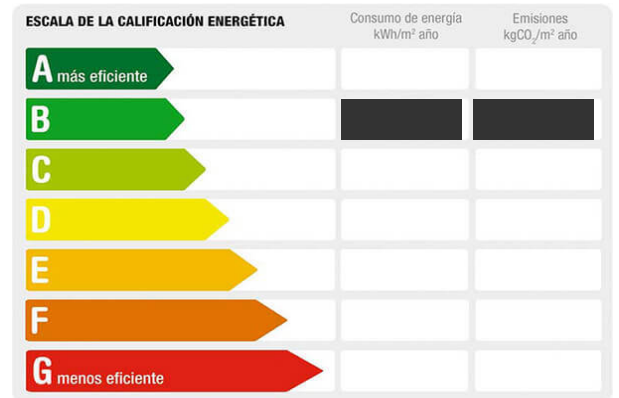 ESCALA DE LA CALIFICACIÓN ENERGÉTICA
Consumo de energía
kWh/m² año
Emisiones
kgCO₂/m² año
A más eficiente
B
C
D
E
F
G menos eficiente